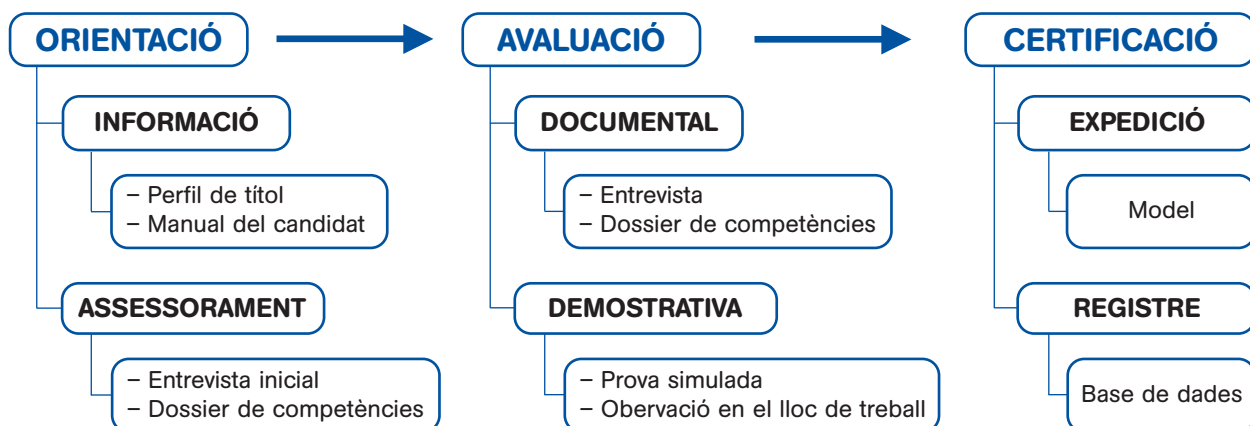 ORIENTACIÓ
INFORMACIÓ
– Perfil de títol
– Manual del candidat
ASSESSORAMENT
– Entrevista inicial
– Dossier de competències
AVALUACIÓ
DOCUMENTAL
– Entrevista
– Dossier de competències
DEMOSTRATIVA
– Prova simulada
– Obervació en el lloc de treball
CERTIFICACIÓ
EXPEDICIÓ
Model
REGISTRE
Base de dades